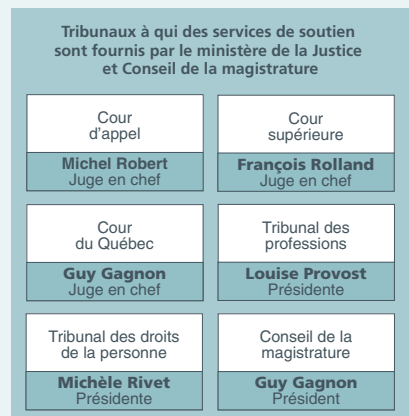 Tribunaux à qui des services de soutien
sont fournis par le ministère de la Justice
et Conseil de la magistrature
Cour
d'appel
Michel Robert
Juge en chef
Cour
supérieure
François Rolland
Juge en chef
Cour
du Québec
Guy Gagnon
Juge en chef
Tribunal des
professions
Louise Provost
Présidente
Tribunal des droits
de la personne
Michèle Rivet
Présidente
Conseil de la
magistrature
Guy Gagnon
Président